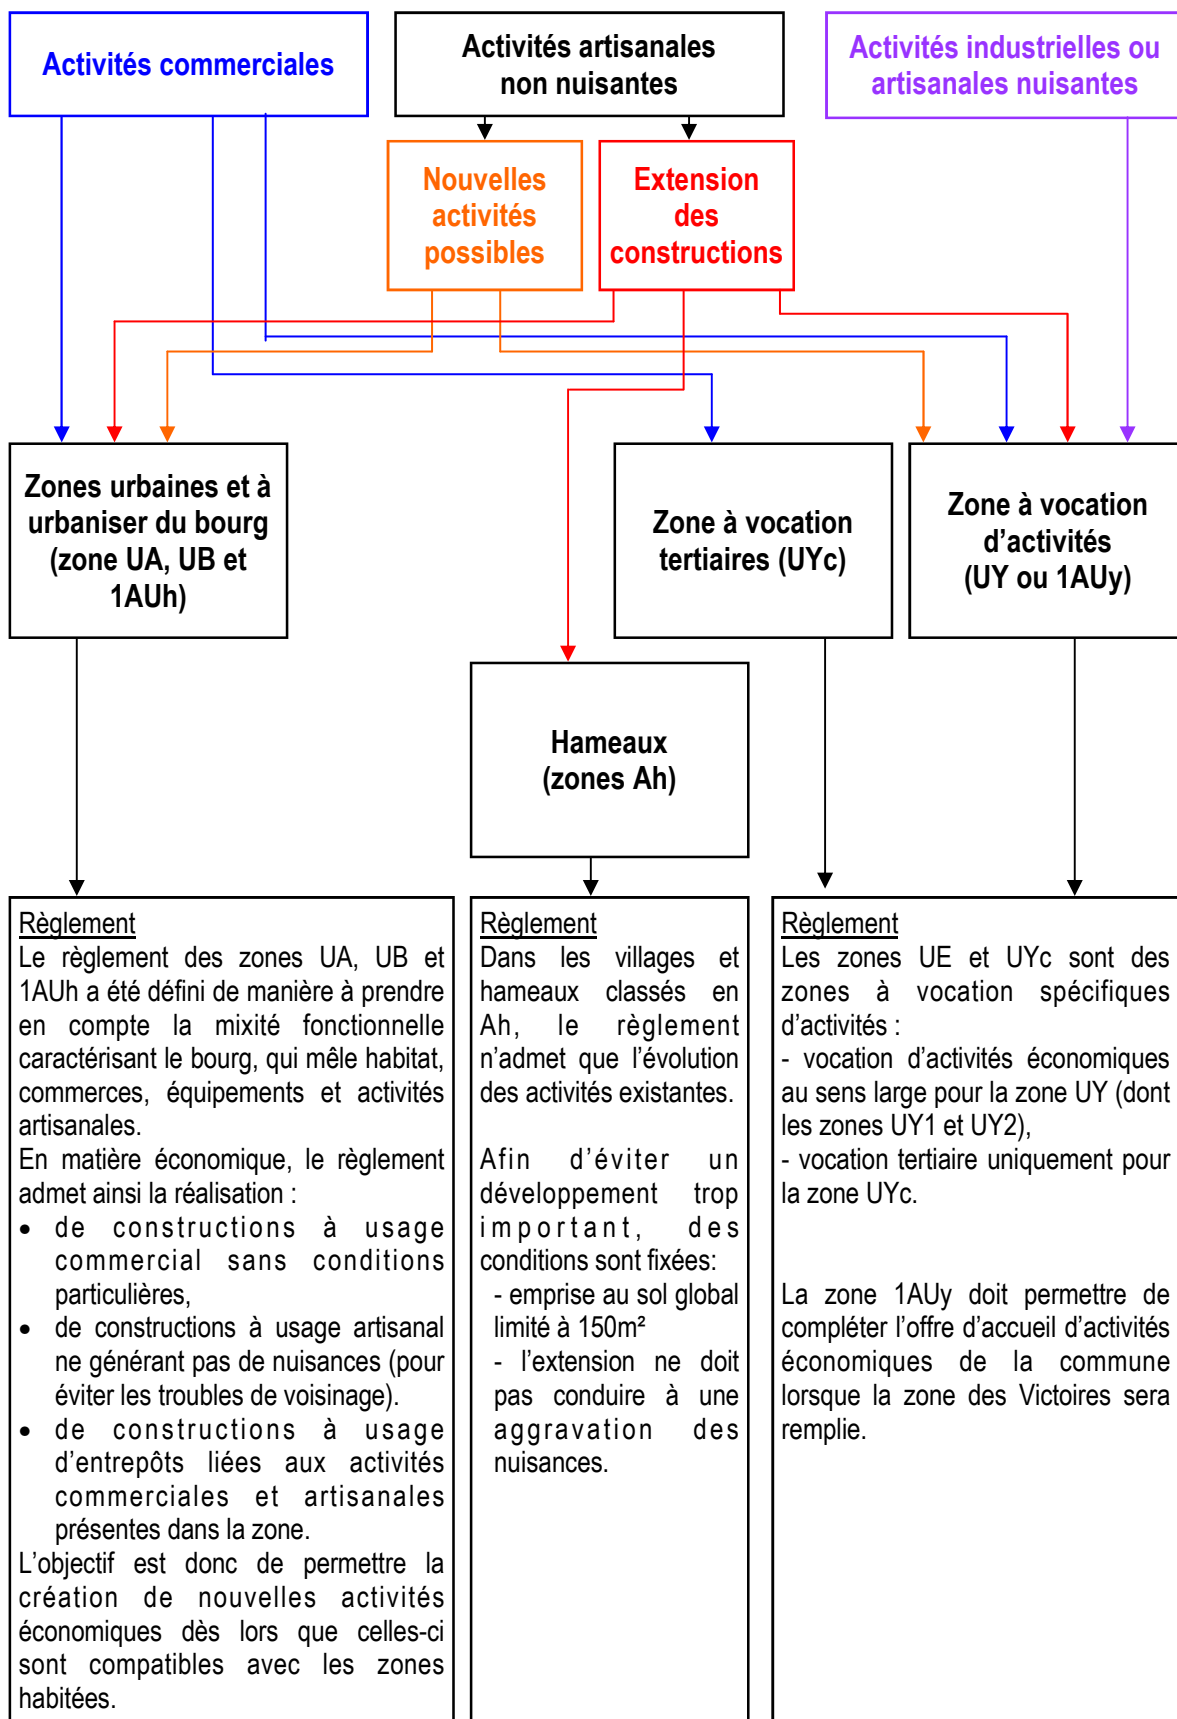 Activités commerciales
Activités artisanales
non nuisantes
Activités industrielles ou
artisanales nuisantes
Nouvelles
activités
possibles
Extension
des
constructions
Zones urbaines et à
urbaniser du bourg
(zone UA, UB et
1AUh)
Zone à vocation
tertiaires (UYc)
Zone à vocation
d’activités
(UY ou 1AUy)
Hameaux
(zones Ah)
Règlement
Le règlement des zones UA, UB et
1AUh a été défini de manière à prendre
en compte la mixité fonctionnelle
caractérisant le bourg, qui mêle habitat,
commerces, équipements et activités
artisanales.
En matière économique, le règlement
admet ainsi la réalisation :
• de constructions à usage
commercial sans conditions
particulières,
• de constructions à usage artisanal
ne générant pas de nuisances (pour
éviter les troubles de voisinage).
• de constructions à usage
d’entrepôts liées aux activités
commerciales et artisanales
présentes dans la zone.
L’objectif est donc de permettre la
création de nouvelles activités
économiques dès lors que celles-ci
sont compatibles avec les zones
habitées.
Règlement
Dans les villages et
hameaux classés en
Ah, le règlement
n’admet que l’évolution
des activités existantes.
Afin d’éviter un
développement trop
important, des
conditions sont fixées:
- emprise au sol global
limité à 150m²
- l’extension ne doit
pas conduire à une
aggravation des
nuisances.
Règlement
Les zones UE et UYc sont des
zones à vocation spécifiques
d’activités :
- vocation d’activités économiques
au sens large pour la zone UY (dont
les zones UY1 et UY2),
- vocation tertiaire uniquement pour
la zone UYc.
La zone 1AUy doit permettre de
compléter l’offre d’accueil d’activités
économiques de la commune
lorsque la zone des Victoires sera
remplie.